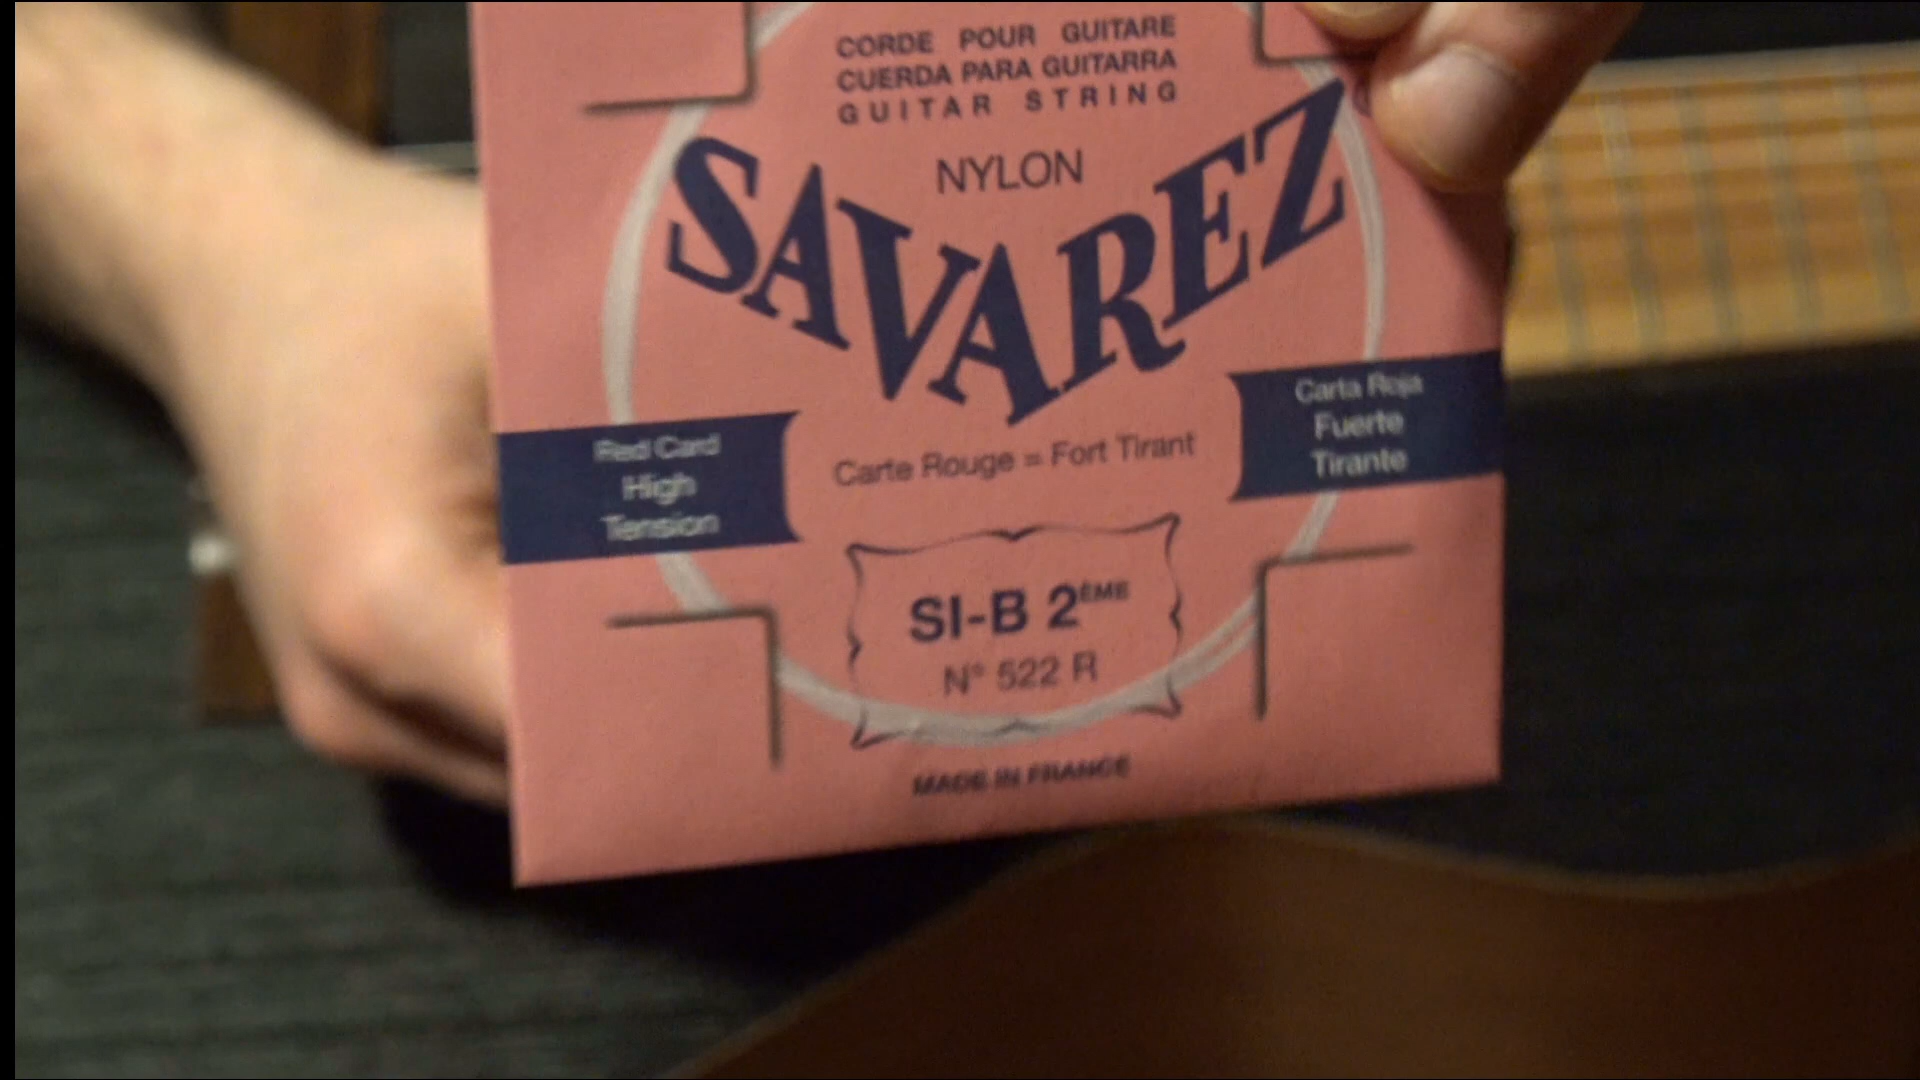 CORDE POUR GUITARE
CUERDA PARA GUITARRA
GUITAR STRING
NYLON
SAVAREZ
Red Card
High
Tension
Carte Rouge = Fort Tirant
Carta Roja
Fuerte
Tirante
SI-B 2ÈME
N° 522 R
MADE IN FRANCE